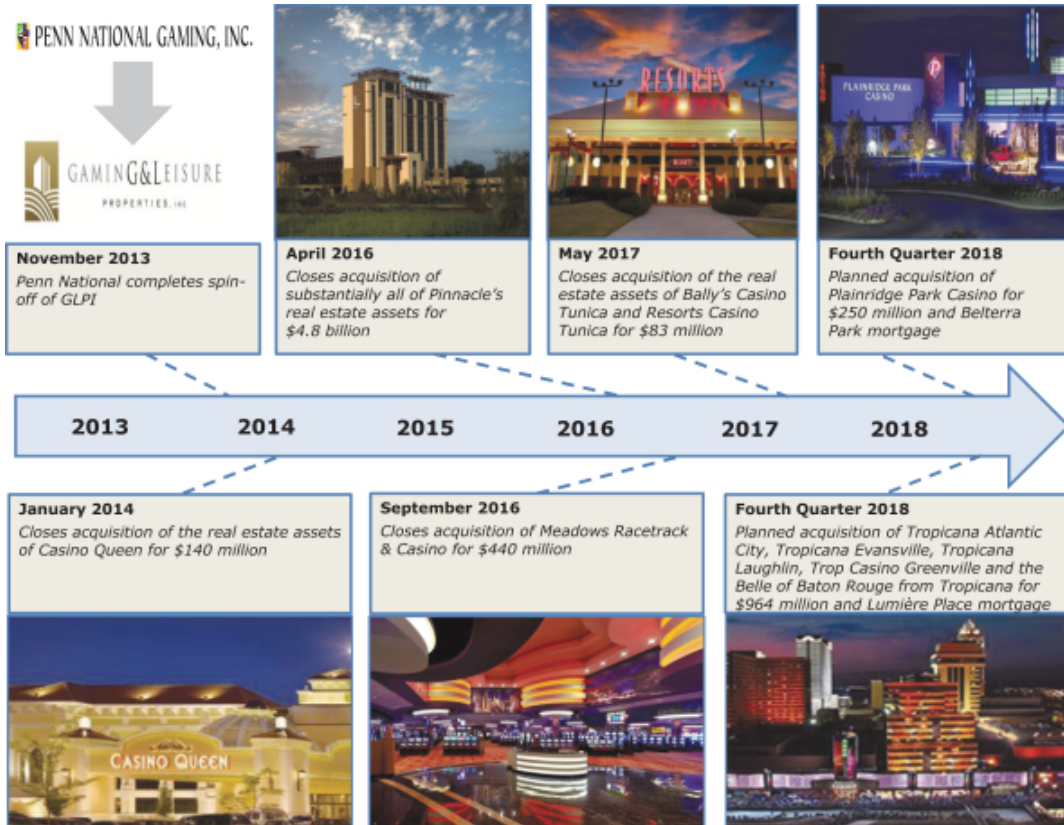 PENN NATIONAL GAMING, INC.
GAMING&LEISURE
PROPERTIES, INC
November 2013
Penn National completes spin-
off of GLPI
April 2016
Closes acquisition of
substantially all of Pinnacle's
real estate assets for
$4.8 billion
RESORTS
May 2017
Closes acquisition of the real
estate assets of Bally's Casino
Tunica and Resorts Casino
Tunica for $83 million
PLAINRIDGE PARK
CASINO
Fourth Quarter 2018
Planned acquisition of
Plainridge Park Casino for
$250 million and Belterra
Park mortgage
2013 2014 2015 2016 2017 2018
January 2014
Closes acquisition of the real estate assets
of Casino Queen for $140 million
CASINO QUEEN
September 2016
Closes acquisition of Meadows Racetrack
& Casino for $440 million
Fourth Quarter 2018
Planned acquisition of Tropicana Atlantic
City, Tropicana Evansville, Tropicana
Laughlin, Trop Casino Greenville and the
Belle of Baton Rouge from Tropicana for
$964 million and Lumière Place mortgage